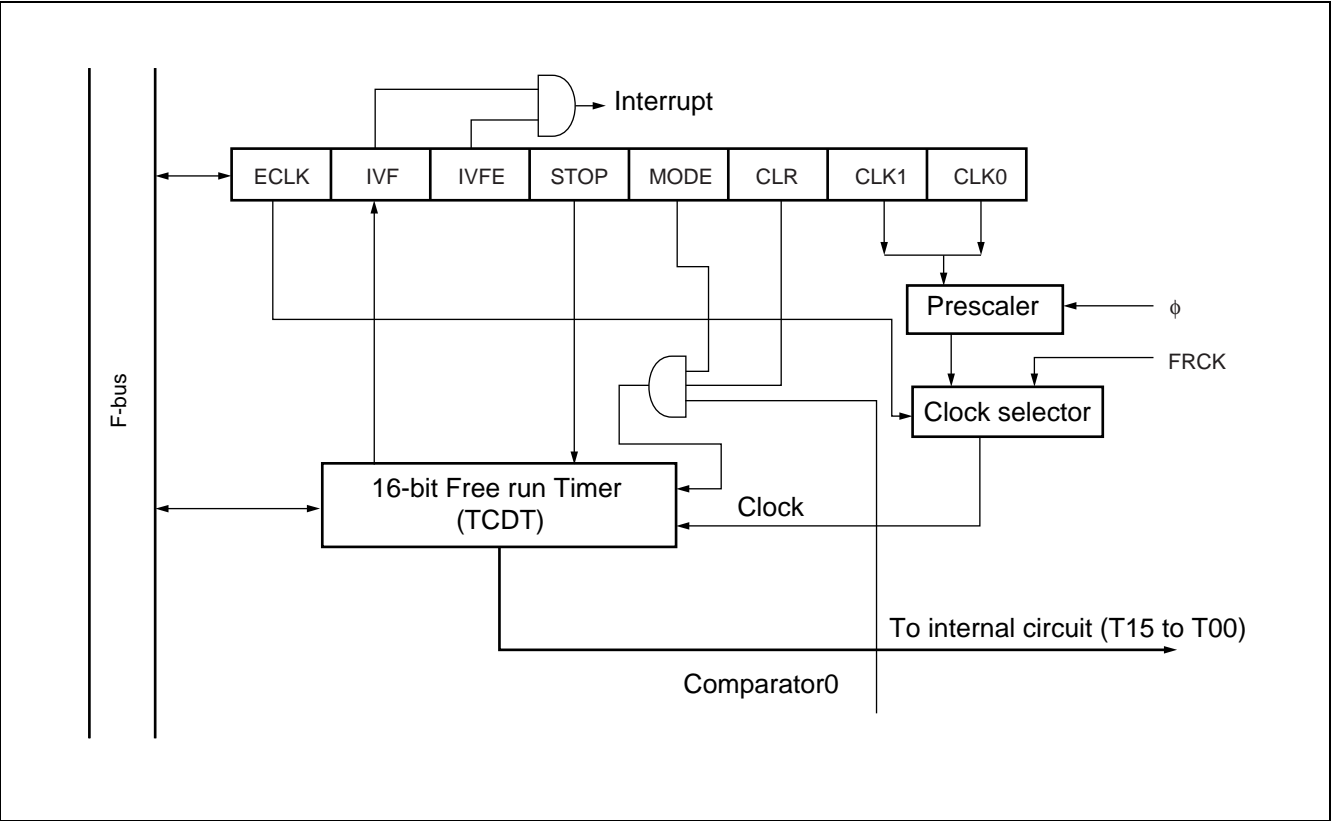 Interrupt
ECLK IVF IVFE STOP MODE CLR CLK1 CLK0
Prescaler
ϕ
FRCK
Clock selector
F-bus
16-bit Free run Timer
(TCDT)
Clock
To internal circuit (T15 to T00)
Comparator0